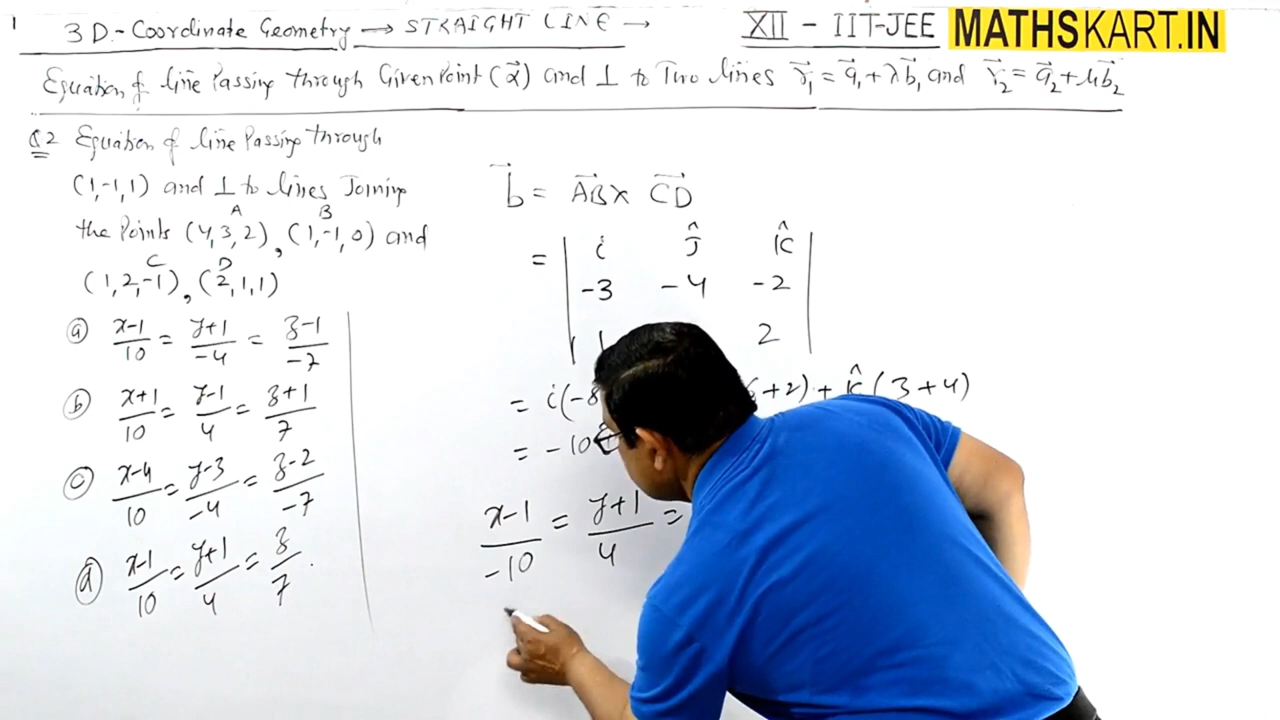 1
3D.-Coordinate Geometry → STRAIGHT LINE →
XII - IIT-JEE
MATHSKART.IN
Equation of line Passing through Given Point (α⃗) and ⊥ to Two lines r⃗₁ = a⃗₁ + λb⃗₁ and r⃗₂ = a⃗₂ + μb⃗₂
Q2 Equation of line Passing through
(1,-1,1) and ⊥ to lines Joining
A B
the Points (4,3,2), (1,-1,0) and
C D
(1,2,-1), (2,1,1)
(a) x-1/10 = y+1/-4 = z-1/-7
(b) x+1/10 = y-1/4 = z+1/7
(c) x-4/10 = y-3/-4 = z-2/-7
(d) x-1/10 = y+1/4 = z/7.
b⃗ = A⃗B⃗ × C⃗D⃗
= | i ĵ k̂ |
| -3 -4 -2 |
| 1 2 |
= i(-8 +2) + k̂(3+4)
= -10
x-1/-10 = y+1/4 =